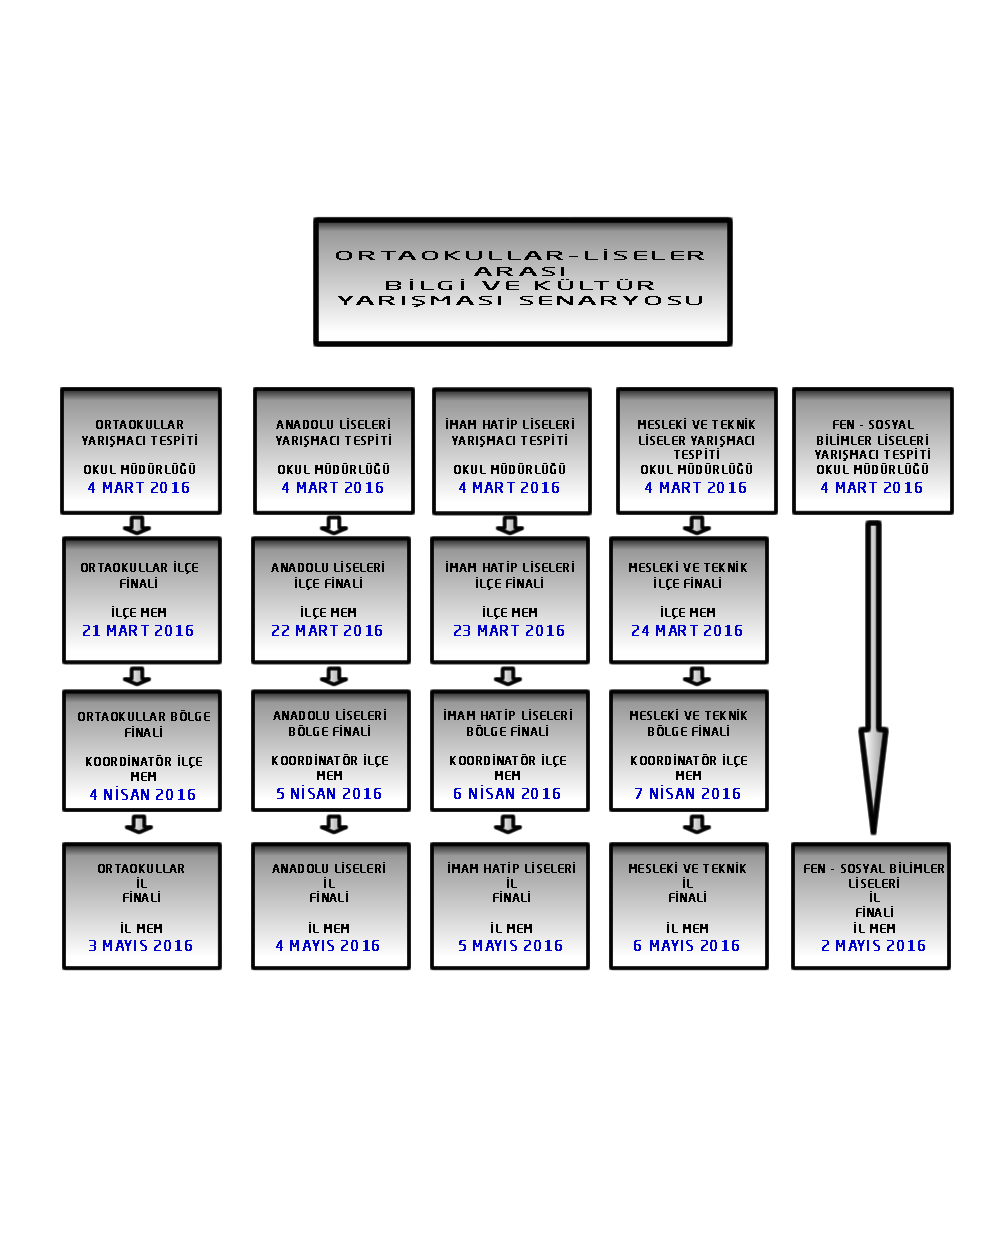 ORTAOKULLAR-LİSELER
ARASI
BİLGİ VE KÜLTÜR
YARIŞMASI SENARYOSU
ORTAOKULLAR
YARIŞMACI TESPİTİ
OKUL MÜDÜRLÜĞÜ
4 MART 2016
ANADOLU LİSELERİ
YARIŞMACI TESPİTİ
OKUL MÜDÜRLÜĞÜ
4 MART 2016
İMAM HATİP LİSELERİ
YARIŞMACI TESPİTİ
OKUL MÜDÜRLÜĞÜ
4 MART 2016
MESLEKİ VE TEKNİK
LİSELER YARIŞMACI
TESPİTİ
OKUL MÜDÜRLÜĞÜ
4 MART 2016
FEN - SOSYAL
BİLİMLER LİSELERİ
YARIŞMACI TESPİTİ
OKUL MÜDÜRLÜĞÜ
4 MART 2016
ORTAOKULLAR İLÇE
FİNALİ
İLÇE MEM
21 MART 2016
ANADOLU LİSELERİ
İLÇE FİNALİ
İLÇE MEM
22 MART 2016
İMAM HATİP LİSELERİ
İLÇE FİNALİ
İLÇE MEM
23 MART 2016
MESLEKİ VE TEKNİK
İLÇE FİNALİ
İLÇE MEM
24 MART 2016
ORTAOKULLAR BÖLGE
FİNALİ
KOORDİNATÖR İLÇE
MEM
4 NİSAN 2016
ANADOLU LİSELERİ
BÖLGE FİNALİ
KOORDİNATÖR İLÇE
MEM
5 NİSAN 2016
İMAM HATİP LİSELERİ
BÖLGE FİNALİ
KOORDİNATÖR İLÇE
MEM
6 NİSAN 2016
MESLEKİ VE TEKNİK
BÖLGE FİNALİ
KOORDİNATÖR İLÇE
MEM
7 NİSAN 2016
ORTAOKULLAR
İL
FİNALİ
İL MEM
3 MAYIS 2016
ANADOLU LİSELERİ
İL
FİNALİ
İL MEM
4 MAYIS 2016
İMAM HATİP LİSELERİ
İL
FİNALİ
İL MEM
5 MAYIS 2016
MESLEKİ VE TEKNİK
İL
FİNALİ
İL MEM
6 MAYIS 2016
FEN - SOSYAL BİLİMLER
LİSELERİ
İL
FİNALİ
İL MEM
2 MAYIS 2016